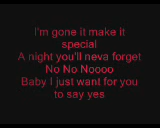 I'm gone it make it
special
A night you'll neva forget
No No Noooo
Baby I just want for you
to say yes